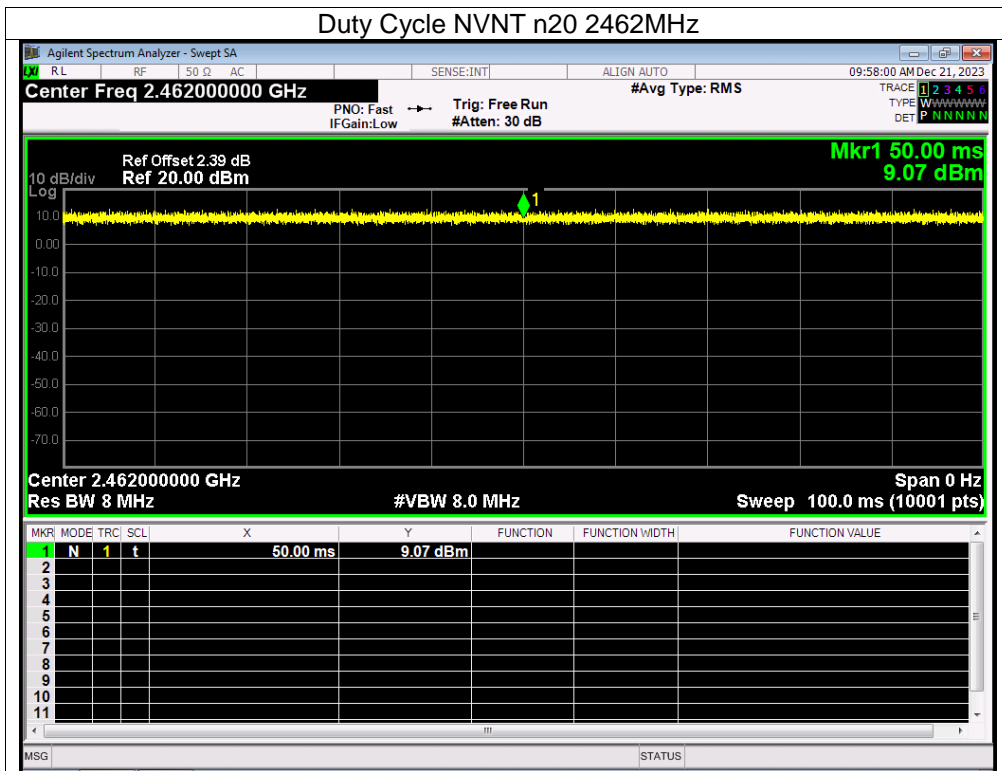 Duty Cycle NVNT n20 2462MHz
Agilent Spectrum Analyzer - Swept SA
LXI RL RF 50 Ω AC SENSE:INT ALIGN AUTO 09:58:00 AM Dec 21, 2023
Center Freq 2.462000000 GHz #Avg Type: RMS TRACE 1 2 3 4 5 6
PNO: Fast Trig: Free Run TYPE WWWWWW
IFGain:Low #Atten: 30 dB DET P N N N N N
Mkr1 50.00 ms
Ref Offset 2.39 dB
10 dB/div Ref 20.00 dBm 9.07 dBm
Log
1
10.0
0.00
-10.0
-20.0
-30.0
-40.0
-50.0
-60.0
-70.0
Center 2.462000000 GHz Span 0 Hz
Res BW 8 MHz #VBW 8.0 MHz Sweep 100.0 ms (10001 pts)
MKR MODE TRC SCL X Y FUNCTION FUNCTION WIDTH FUNCTION VALUE
1 N 1 t 50.00 ms 9.07 dBm
2
3
4
5
6
7
8
9
10
11
MSG STATUS